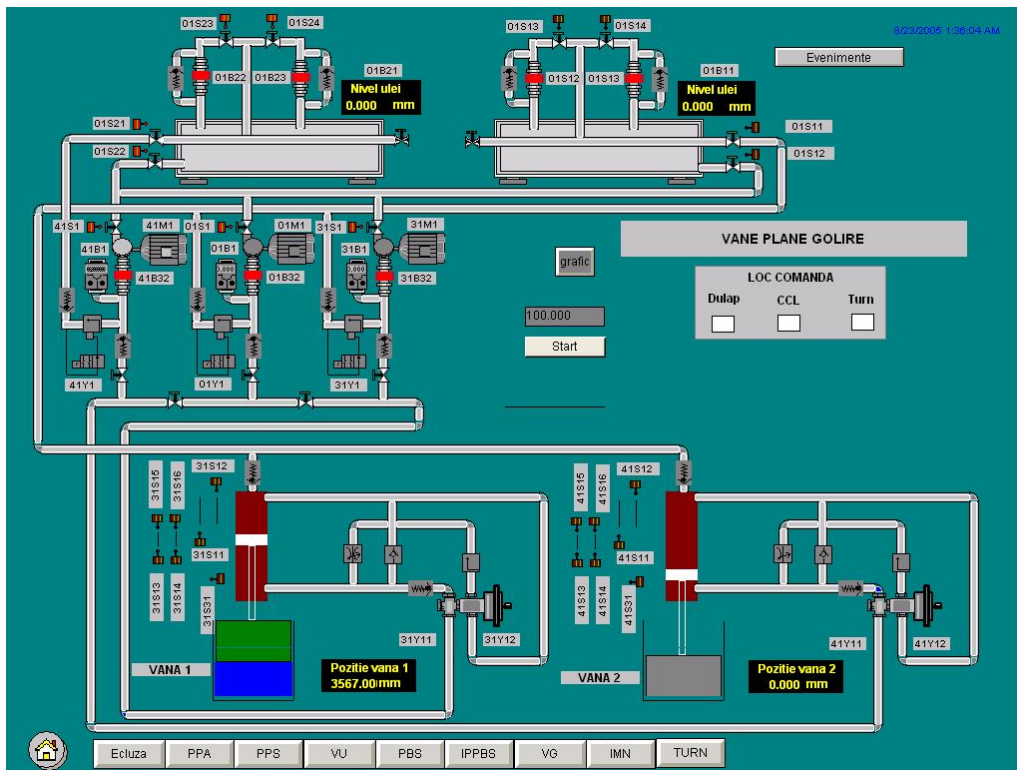 01S23
01S24
01S13
01S14
8/23/2005 1:36:04 AM
Evenimente
01B22
01B23
01B21
Nivel ulei
0.000 mm
01S12
01S13
01B11
Nivel ulei
0.000 mm
01S21
01S22
01S11
01S12
41S1
41M1
01S1
01M1
31S1
31M1
41B1
41B32
01B1
01B32
31B1
31B32
VANE PLANE GOLIRE
grafic
LOC COMANDA
Dulap
CCL
Turn
100.000
Start
41Y1
01Y1
31Y1
31S15
31S16
31S12
31S11
31S13
31S14
31S31
41S15
41S16
41S12
41S11
41S13
41S14
41S31
31Y11
31Y12
41Y11
41Y12
VANA 1
Pozitie vana 1
3567.00 mm
VANA 2
Pozitie vana 2
0.000 mm
Ecluza
PPA
PPS
VU
PBS
IPPBS
VG
IMN
TURN